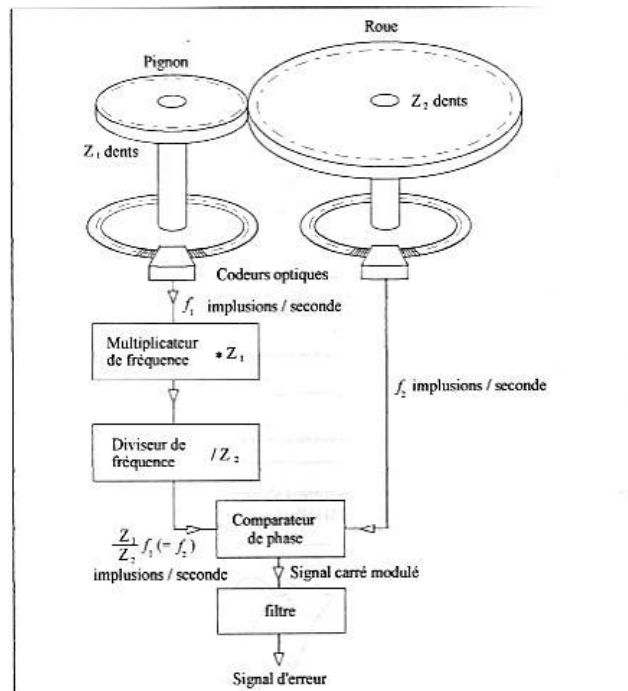 Roue
Pignon
Z₂ dents
Z₁ dents
Codeurs optiques
f₁ implusions / seconde
Multiplicateur
de fréquence * Z₁
f₂ implusions / seconde
Diviseur de
fréquence / Z₂
Comparateur
de phase
Z₁/Z₂ f₁ (= f₂)
implusions / seconde
Signal carré modulé
filtre
Signal d'erreur